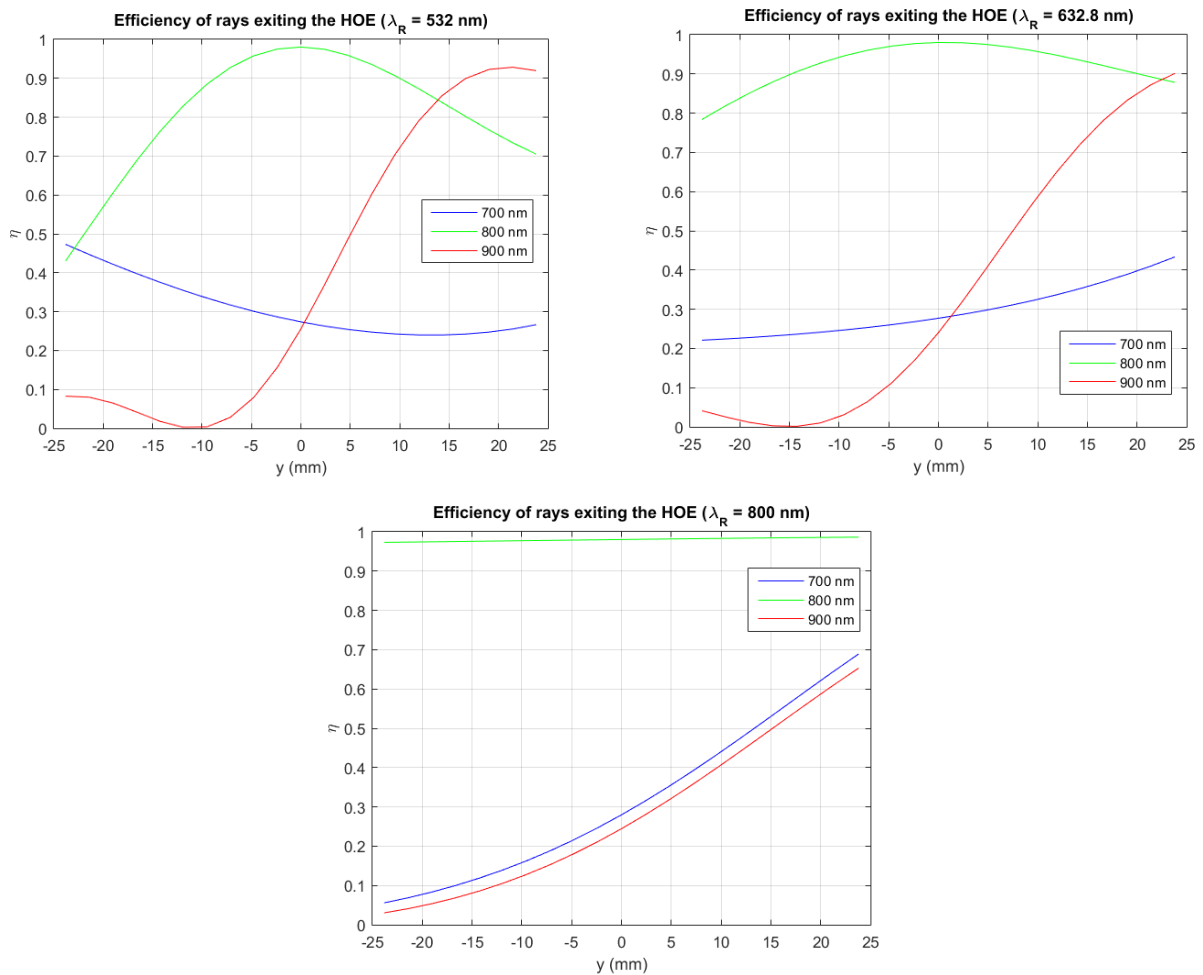 Efficiency of rays exiting the HOE (λR = 532 nm)
1
0.9
0.8
0.7
0.6
0.5
0.4
0.3
0.2
0.1
0
η
-25 -20 -15 -10 -5 0 5 10 15 20 25
y (mm)
700 nm
800 nm
900 nm
Efficiency of rays exiting the HOE (λR = 632.8 nm)
1
0.9
0.8
0.7
0.6
0.5
0.4
0.3
0.2
0.1
0
η
-25 -20 -15 -10 -5 0 5 10 15 20 25
y (mm)
700 nm
800 nm
900 nm
Efficiency of rays exiting the HOE (λR = 800 nm)
1
0.9
0.8
0.7
0.6
0.5
0.4
0.3
0.2
0.1
0
η
-25 -20 -15 -10 -5 0 5 10 15 20 25
y (mm)
700 nm
800 nm
900 nm